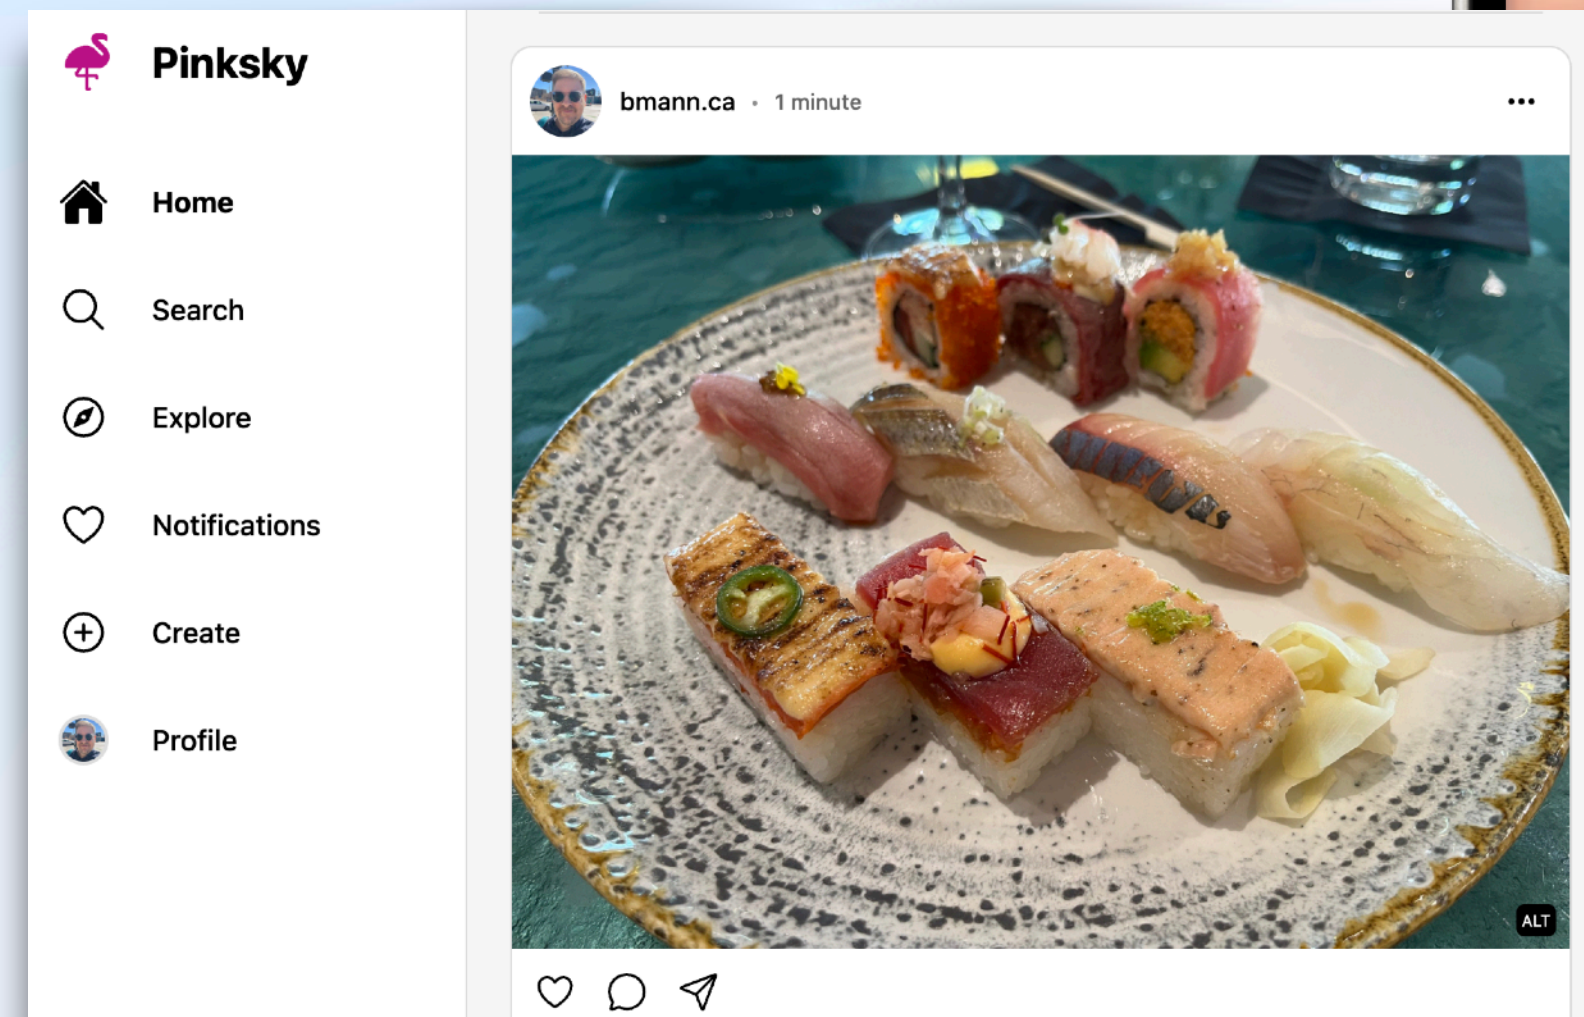 Pinksky
Home
Search
Explore
Notifications
Create
Profile
bmann.ca • 1 minute
ALT